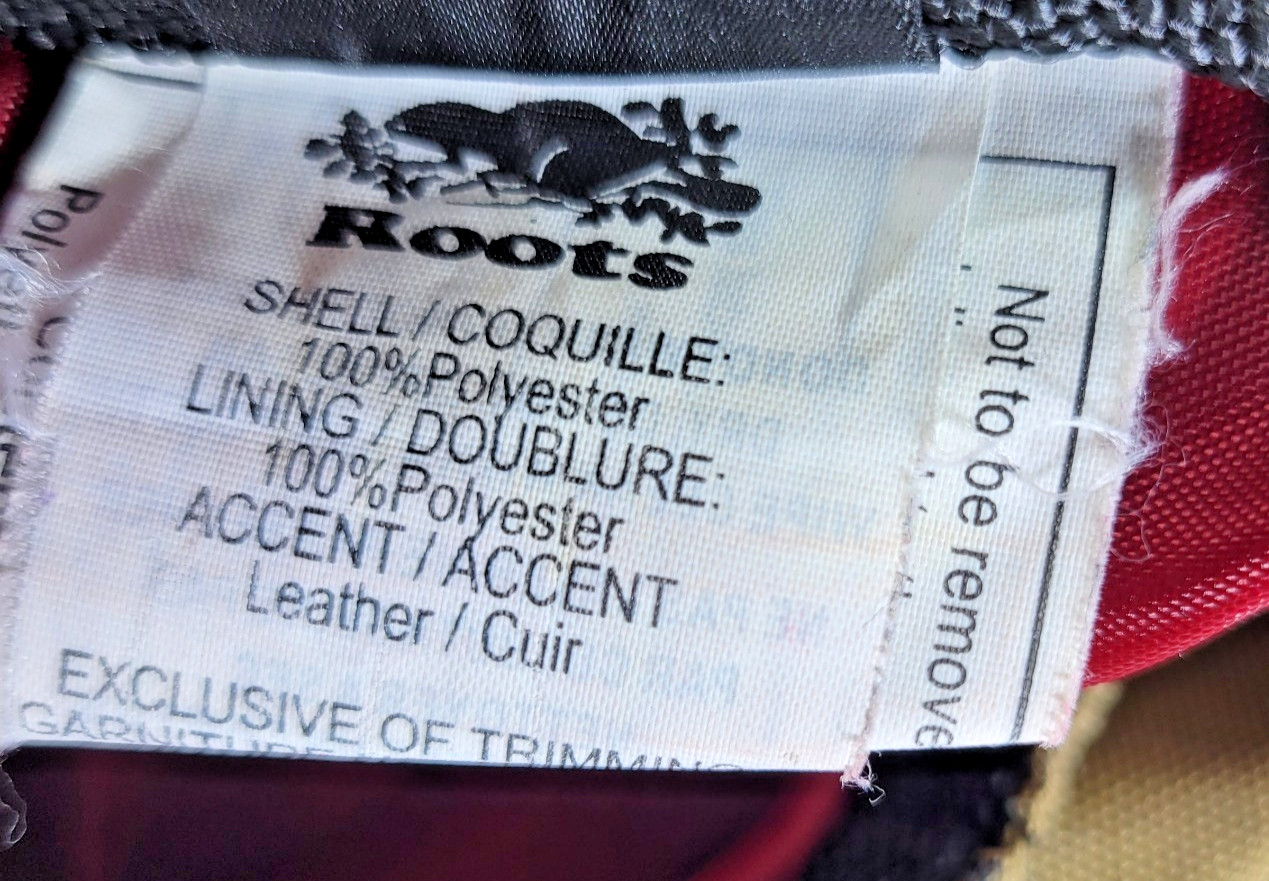 Roots
SHELL / COQUILLE:
100%Polyester
LINING / DOUBLURE:
100%Polyester
ACCENT / ACCENT
Leather / Cuir
EXCLUSIVE OF TRIMMING
GARNITURE
Not to be remove